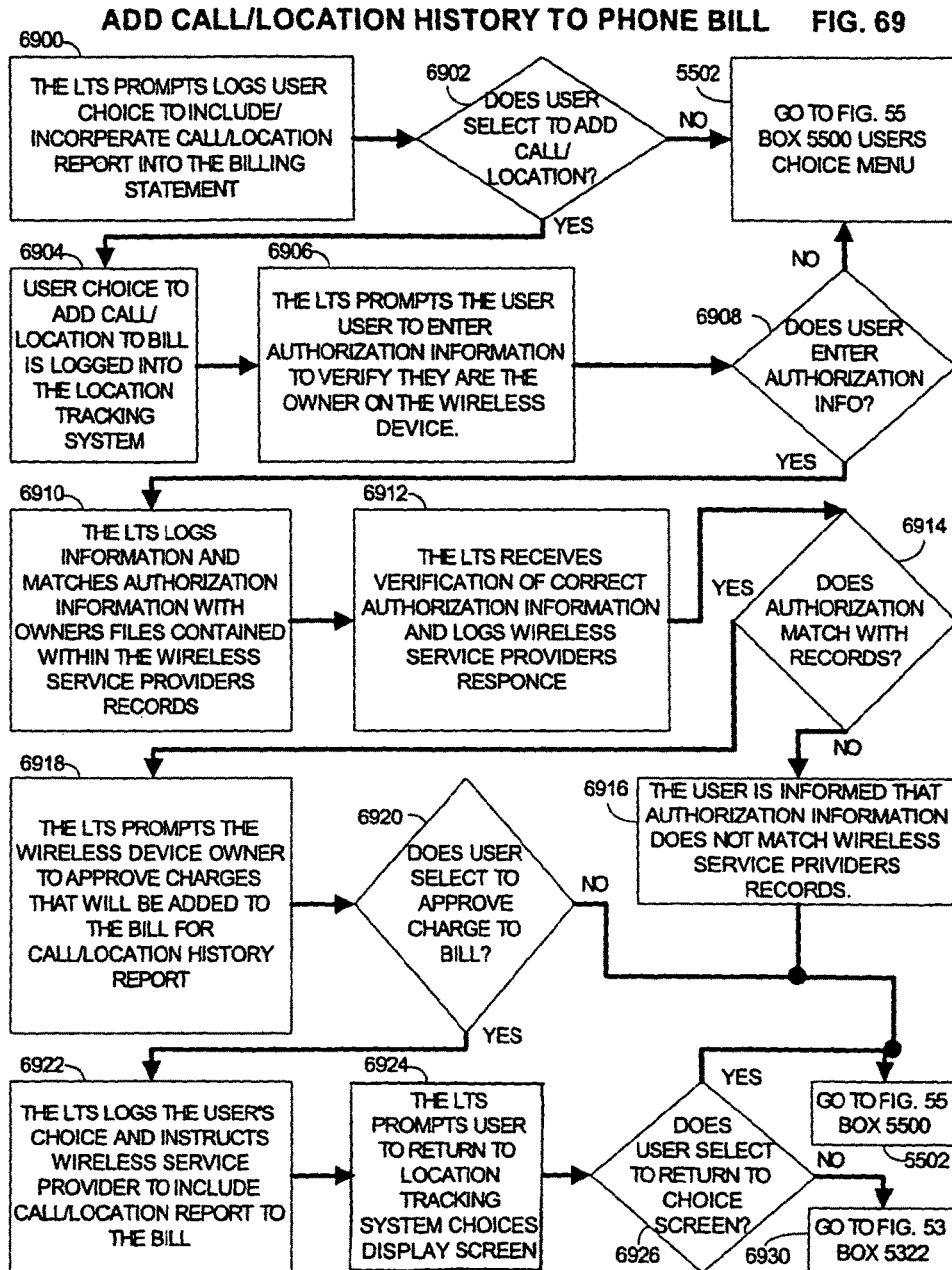 ADD CALL/LOCATION HISTORY TO PHONE BILL FIG. 69
6900
THE LTS PROMPTS LOGS USER
CHOICE TO INCLUDE/
INCORPERATE CALL/LOCATION
REPORT INTO THE BILLING
STATEMENT
6902
DOES USER
SELECT TO ADD
CALL/
LOCATION?
NO
YES
5502
GO TO FIG. 55
BOX 5500 USERS
CHOICE MENU
6904
USER CHOICE TO
ADD CALL/
LOCATION TO BILL
IS LOGGED INTO
THE LOCATION
TRACKING
SYSTEM
6906
THE LTS PROMPTS THE USER
USER TO ENTER
AUTHORIZATION INFORMATION
TO VERIFY THEY ARE THE
OWNER ON THE WIRELESS
DEVICE.
NO
6908
DOES USER
ENTER
AUTHORIZATION
INFO?
YES
6910
THE LTS LOGS
INFORMATION AND
MATCHES AUTHORIZATION
INFORMATION WITH
OWNERS FILES CONTAINED
WITHIN THE WIRELESS
SERVICE PROVIDERS
RECORDS
6912
THE LTS RECEIVES
VERIFICATION OF CORRECT
AUTHORIZATION INFORMATION
AND LOGS WIRELESS
SERVICE PROVIDERS
RESPONCE
YES
6914
DOES
AUTHORIZATION
MATCH WITH
RECORDS?
NO
6918
THE LTS PROMPTS THE
WIRELESS DEVICE OWNER
TO APPROVE CHARGES
THAT WILL BE ADDED TO
THE BILL FOR
CALL/LOCATION HISTORY
REPORT
6920
DOES USER
SELECT TO
APPROVE
CHARGE TO
BILL?
NO
YES
6916
THE USER IS INFORMED THAT
AUTHORIZATION INFORMATION
DOES NOT MATCH WIRELESS
SERVICE PRIVIDERS
RECORDS.
6922
THE LTS LOGS THE USER'S
CHOICE AND INSTRUCTS
WIRELESS SERVICE
PROVIDER TO INCLUDE
CALL/LOCATION REPORT TO
THE BILL
6924
THE LTS
PROMPTS USER
TO RETURN TO
LOCATION
TRACKING
SYSTEM CHOICES
DISPLAY SCREEN
YES
DOES
USER SELECT
TO RETURN TO
CHOICE
SCREEN?
6926
NO
GO TO FIG. 55
BOX 5500
5502
6930
GO TO FIG. 53
BOX 5322